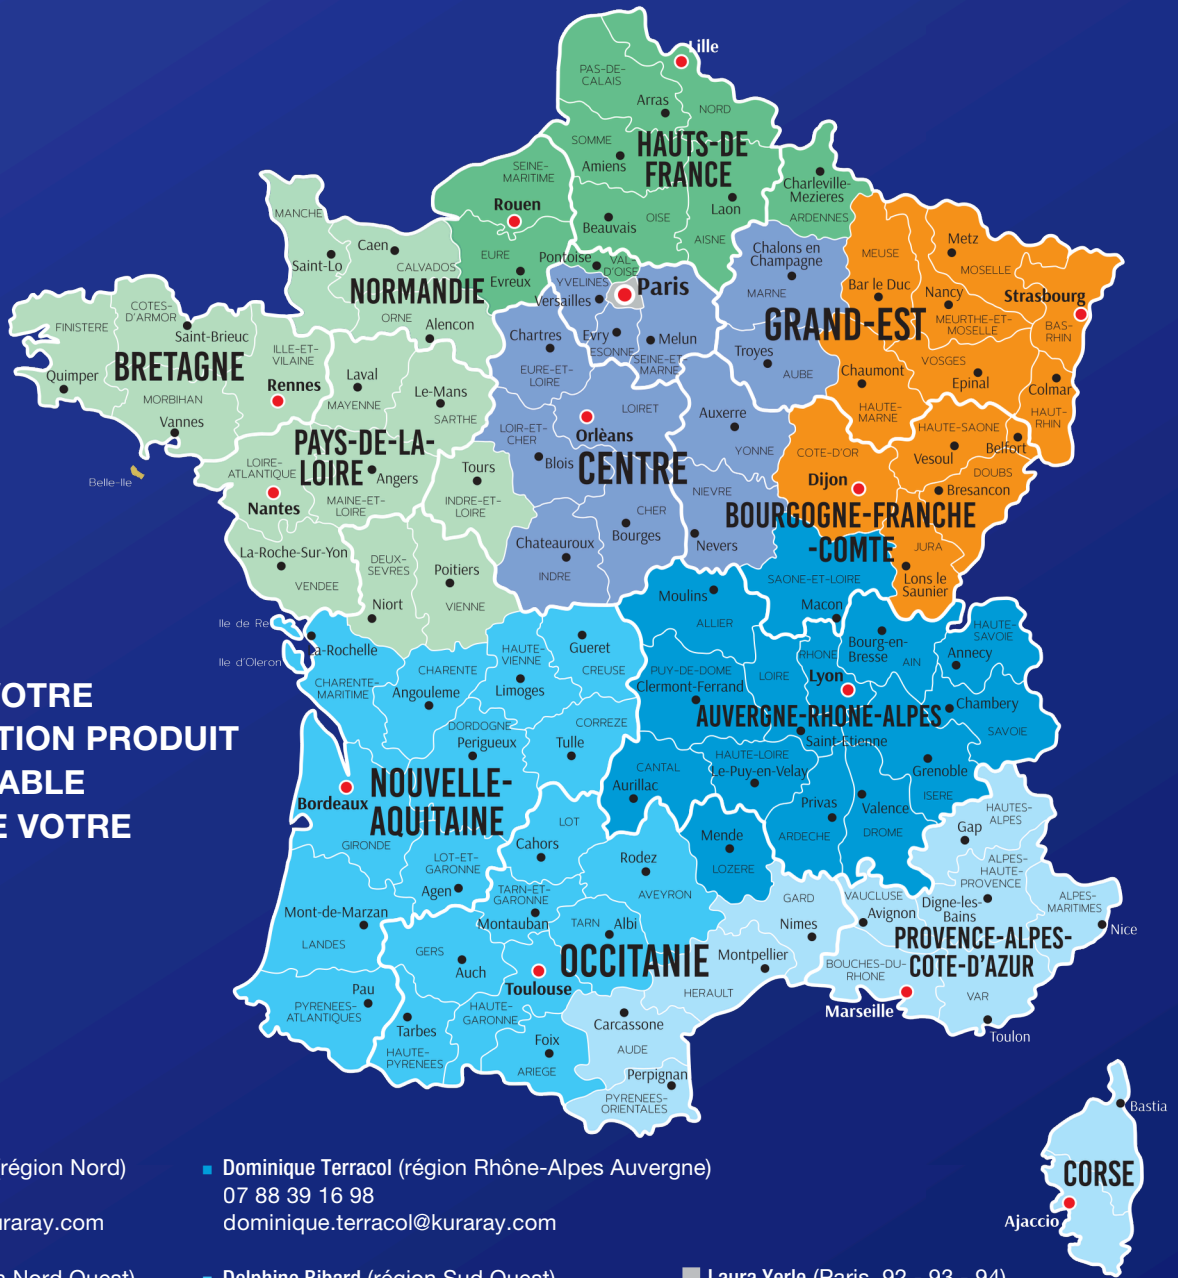 Lille
PAS-DE-
CALAIS
Arras
NORD
SOMME
Amiens
HAUTS-DE
FRANCE
SEINE-
MARITIME
Rouen
Beauvais
OISE
Laon
AISNE
Charleville-
Mezieres
ARDENNES
MANCHE
Saint-Lo
Caen
CALVADOS
EURE
Evreux
Pontoise
VAL-
D'OISE
NORMANDIE
ORNE
Alencon
YVELINES
Versailles
Paris
Evry
ESONNE
Melun
SEINE-ET-
MARNE
Chalons en
Champagne
MARNE
MEUSE
Bar le Duc
Metz
MOSELLE
Nancy
MEURTHE-ET-
MOSELLE
Strasbourg
BAS-
RHIN
GRAND-EST
Troyes
AUBE
Chaumont
HAUTE-
MARNE
VOSGES
Epinal
Colmar
HAUT-
RHIN
FINISTERE
COTES-
D'ARMOR
Saint-Brieuc
BRETAGNE
Quimper
MORBIHAN
Vannes
ILLE-ET-
VILAINE
Rennes
Belle-Ile
Laval
MAYENNE
Le-Mans
SARTHE
PAYS-DE-LA-
LOIRE
LOIRE-
ATLANTIQUE
Nantes
Angers
MAINE-ET-
LOIRE
La-Roche-Sur-Yon
VENDEE
Chartres
EURE-ET-
LOIRE
LOIRET
Orlèans
LOIR-ET-
CHER
Blois
CENTRE
Tours
INDRE-ET-
LOIRE
CHER
Bourges
Chateauroux
INDRE
Auxerre
YONNE
NIEVRE
Nevers
COTE-D'OR
Dijon
HAUTE-SAONE
Vesoul
Belfort
DOUBS
Bresancon
BOURGOGNE-FRANCHE
-COMTE
JURA
Lons le
Saunier
SAONE-ET-LOIRE
Macon
DEUX-
SEVRES
Niort
Poitiers
VIENNE
Ile de Re
Ile d'Oleron
La-Rochelle
CHARENTE-
MARITIME
CHARENTE
Angouleme
HAUTE-
VIENNE
Limoges
Gueret
CREUSE
CORREZE
Tulle
DORDOGNE
Perigueux
NOUVELLE-
AQUITAINE
Bordeaux
GIRONDE
LOT-ET-
GARONNE
Agen
Mont-de-Marzan
LANDES
Pau
PYRENEES-
ATLANTIQUES
Moulins
ALLIER
PUY-DE-DOME
Clermont-Ferrand
LOIRE
RHONE
Lyon
Bourg-en-
Bresse
AIN
HAUTE-
SAVOIE
Annecy
Chambery
SAVOIE
AUVERGNE-RHONE-ALPES
Saint-Etienne
CANTAL
Aurillac
HAUTE-LOIRE
Le-Puy-en-Velay
Grenoble
ISERE
Privas
ARDECHE
Valence
DROME
LOT
Cahors
Rodez
AVEYRON
Mende
LOZERE
TARN-ET-
GARONNE
Montauban
TARN
Albi
GERS
Auch
Toulouse
OCCITANIE
HAUTE-
GARONNE
Tarbes
HAUTE-
PYRENEES
Foix
ARIEGE
Carcassone
AUDE
Perpignan
PYRENEES-
ORIENTALES
GARD
Nimes
Montpellier
HERAULT
HAUTES-
ALPES
Gap
ALPES-
HAUTE-
PROVENCE
Digne-les-
Bains
ALPES-
MARITIMES
Nice
VAUCLUSE
Avignon
PROVENCE-ALPES-
COTE-D'AZUR
BOUCHES-DU-
RHONE
Marseille
VAR
Toulon
Bastia
CORSE
Ajaccio
VOTRE
TION PRODUIT
ABLE
E VOTRE
région Nord)
uraray.com
Nord Ouest)
Dominique Terracol (région Rhône-Alpes Auvergne)
07 88 39 16 98
dominique.terracol@kuraray.com
Delphine Bihard (région Sud Ouest)
Laura Yerle (Paris, 92 - 93 - 94)